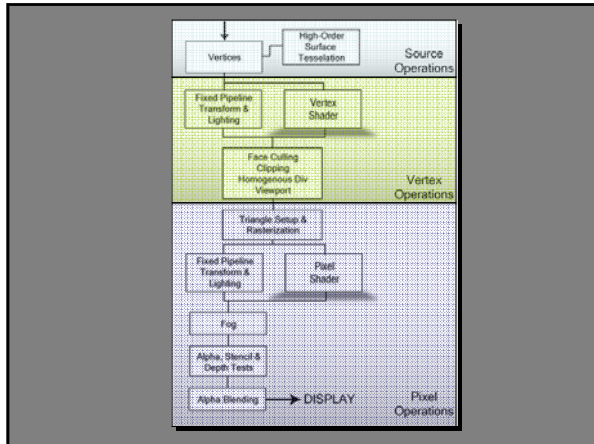 High-Order
Surface
Tesselation
Vertices
Source
Operations
Fixed Pipeline
Transform &
Lighting
Vertex
Shader
Face Culling
Clipping
Homogenous Div
Viewport
Vertex
Operations
Triangle Setup &
Rasterization
Fixed Pipeline
Transform &
Lighting
Pixel
Shader
Fog
Alpha, Stencil &
Depth Tests
Alpha Blending
DISPLAY
Pixel
Operations